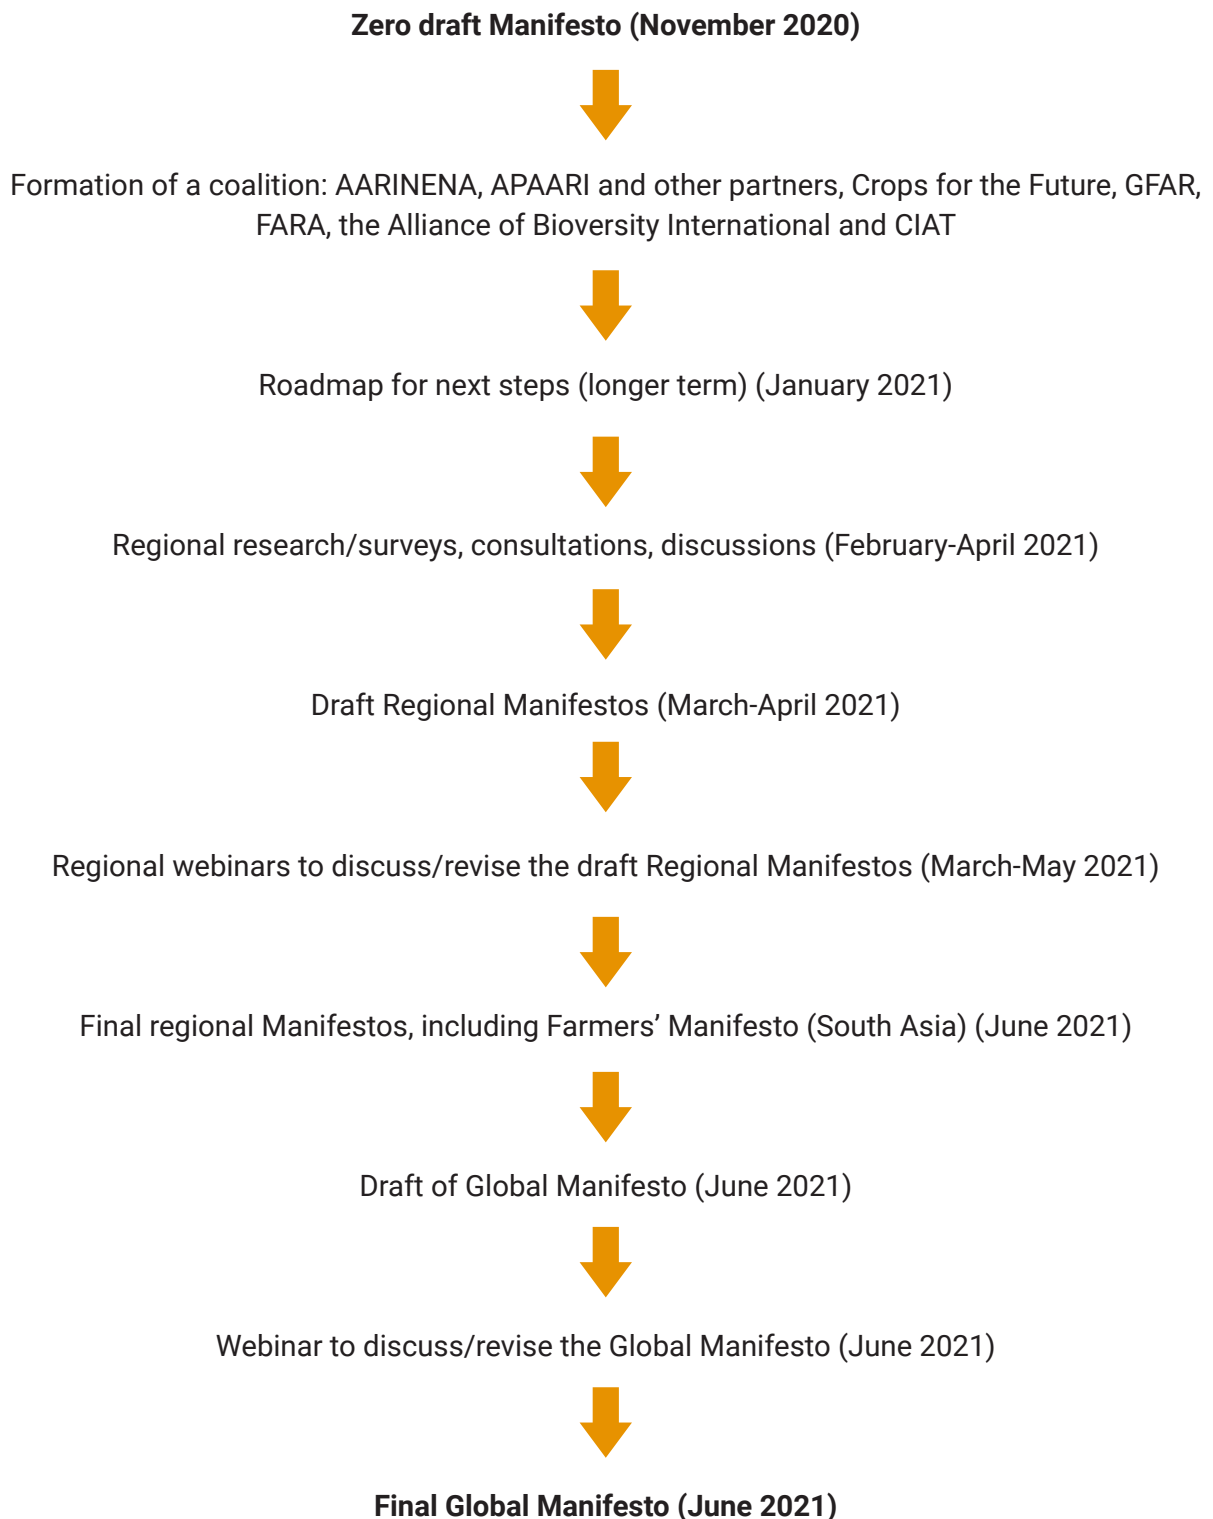 Zero draft Manifesto (November 2020)
Formation of a coalition: AARINENA, APAARI and other partners, Crops for the Future, GFAR,
FARA, the Alliance of Bioversity International and CIAT
Roadmap for next steps (longer term) (January 2021)
Regional research/surveys, consultations, discussions (February-April 2021)
Draft Regional Manifestos (March-April 2021)
Regional webinars to discuss/revise the draft Regional Manifestos (March-May 2021)
Final regional Manifestos, including Farmers’ Manifesto (South Asia) (June 2021)
Draft of Global Manifesto (June 2021)
Webinar to discuss/revise the Global Manifesto (June 2021)
Final Global Manifesto (June 2021)